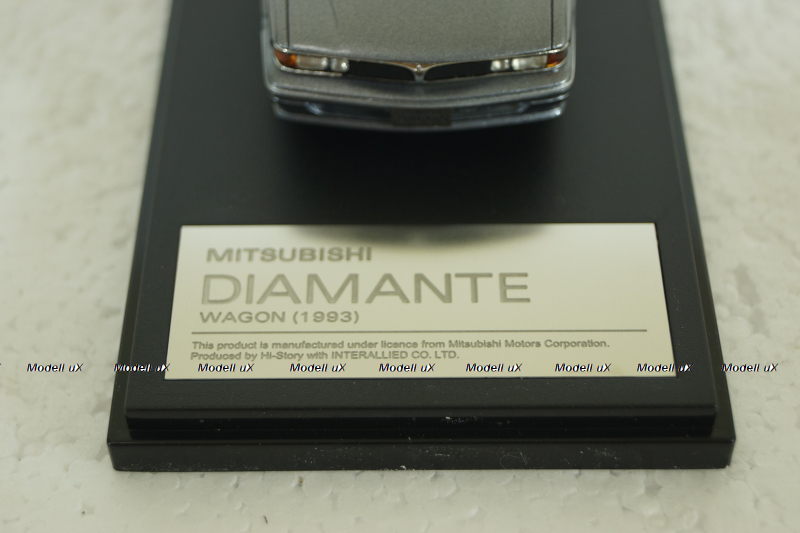 MITSUBISHI
DIAMANTE
WAGON (1993)
This product is manufactured under licence from Mitsubishi Motors Corporation.
Produced by Hi-Story with INTERALLIED CO. LTD.
Modell uX Modell uX Modell uX Modell uX Modell uX Modell uX Modell uX Modell uX Modell uX